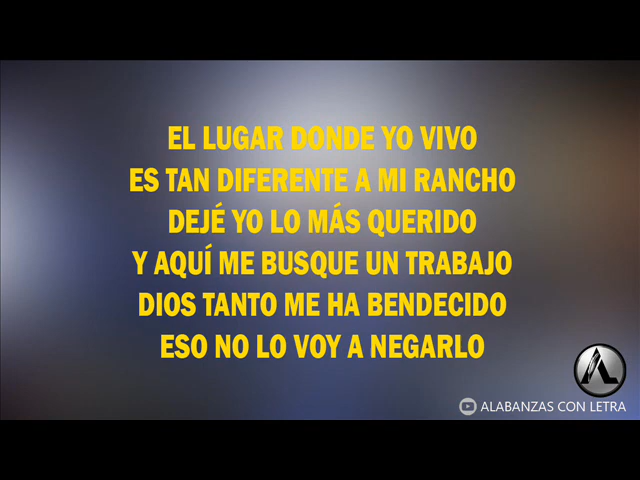 EL LUGAR DONDE YO VIVO
ES TAN DIFERENTE A MI RANCHO
DEJÉ YO LO MÁS QUERIDO
Y AQUÍ ME BUSQUE UN TRABAJO
DIOS TANTO ME HA BENDECIDO
ESO NO LO VOY A NEGARLO
ALABANZAS CON LETRA